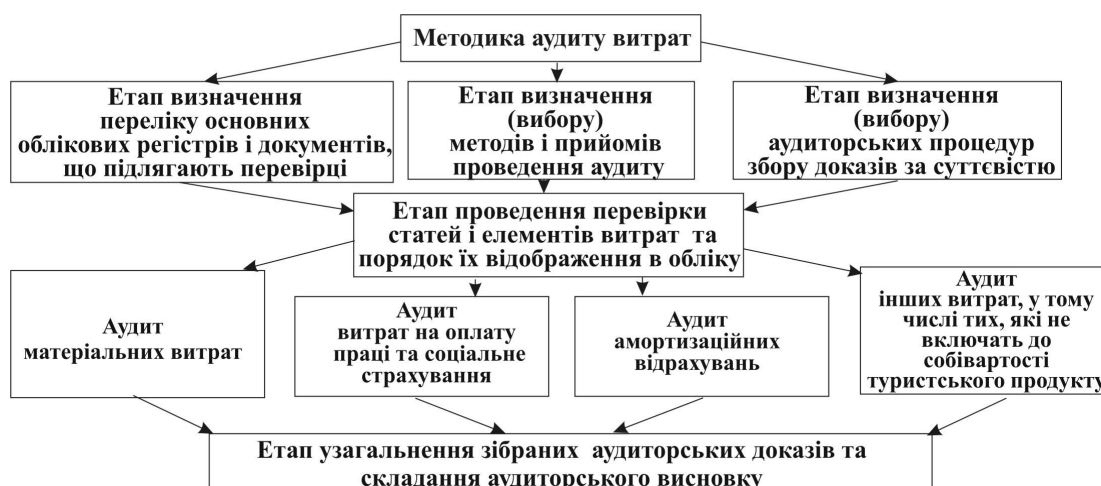 Методика аудиту витрат
Етап визначення
переліку основних
облікових регістрів і документів,
що підлягають перевірці
Етап визначення
(вибору)
методів і прийомів
проведення аудиту
Етап визначення
(вибору)
аудиторських процедур
збору доказів за суттєвістю
Етап проведення перевірки
статей і елементів витрат та
порядок їх відображення в обліку
Аудит
матеріальних витрат
Аудит
витрат на оплату
праці та соціальне
страхування
Аудит
амортизаційних
відрахувань
Аудит
інших витрат, у тому
числі тих, які не
включать до
собівартості
туристського продукту
Етап узагальнення зібраних аудиторських доказів та
складання аудиторського висновку